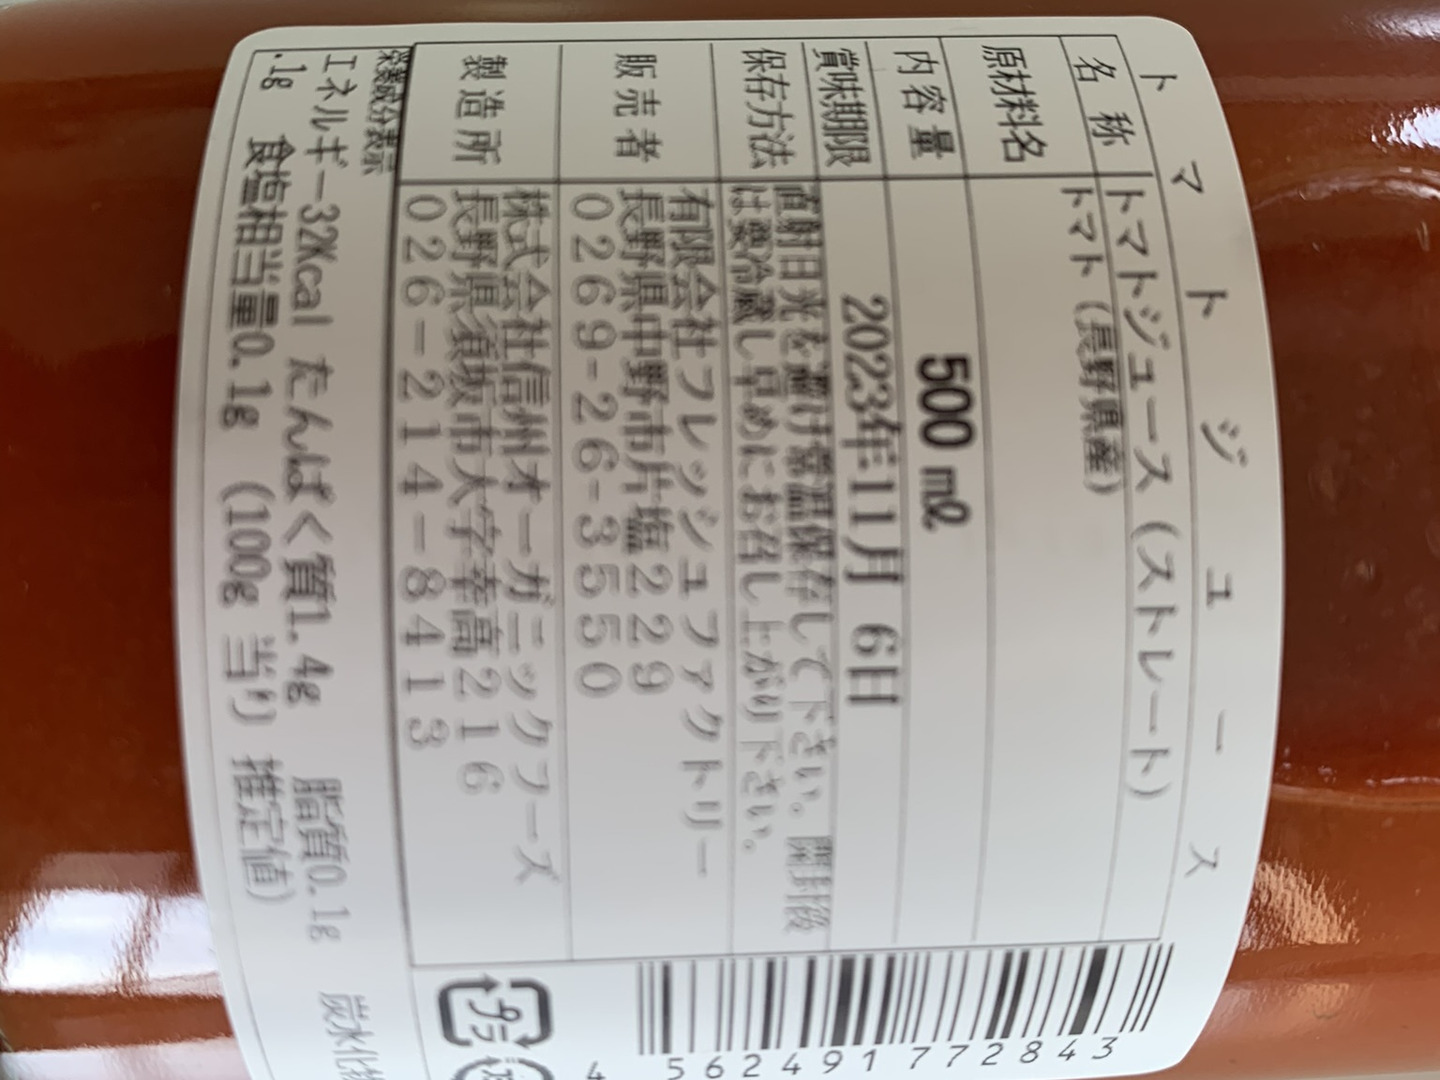 トマトジュース
名称 トマトジュース（ストレート）
原材料名 トマト（長野県産）
内容量 500 mℓ
賞味期限 2023年11月 6日
保存方法 直射日光を避け常温保存して下さい。開封後
は要冷蔵し早めにお召し上がり下さい。
販売者 有限会社フレッシュファクトリー
長野県中野市片塩229
0269-26-3550
製造所 株式会社信州オーガニックフーズ
長野県須坂市大字幸高216
026-214-8413
栄養成分表示
エネルギー32Kcal たんぱく質1.4g 脂質0.1g 炭水化物
.1g 食塩相当量0.1g (100g 当り 推定値)
プラ
4 562491 772843